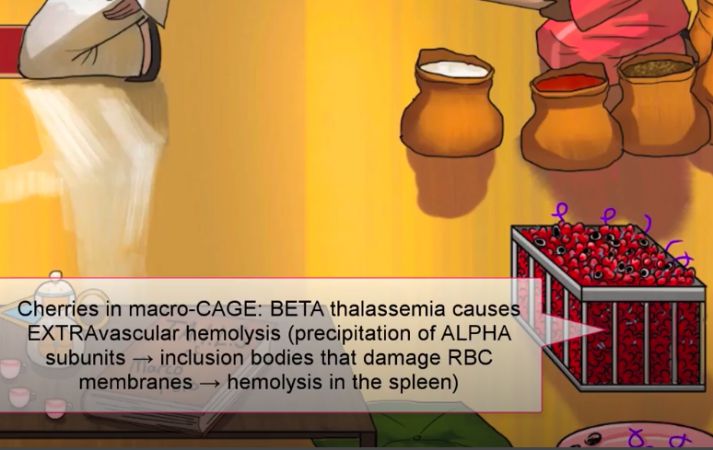 Cherries in macro-CAGE: BETA thalassemia causes
EXTRAvascular hemolysis (precipitation of ALPHA
subunits → inclusion bodies that damage RBC
membranes → hemolysis in the spleen)
Marco